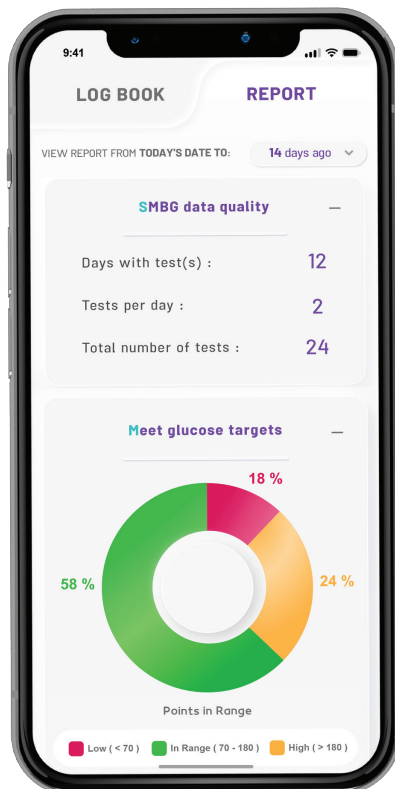 9:41
LOG BOOK
REPORT
VIEW REPORT FROM TODAY'S DATE TO:
14 days ago
SMBG data quality
Days with test(s) : 12
Tests per day : 2
Total number of tests : 24
Meet glucose targets
18 %
58 %
24 %
Points in Range
Low ( < 70 ) In Range ( 70 - 180 ) High ( > 180 )